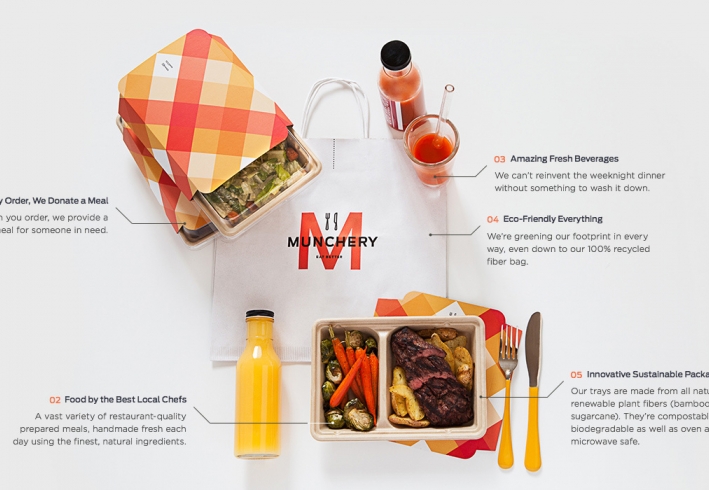 y Order, We Donate a Meal
n you order, we provide a
eal for someone in need.
03 Amazing Fresh Beverages
We can't reinvent the weeknight dinner
without something to wash it down.
04 Eco-Friendly Everything
We're greening our footprint in every
way, even down to our 100% recycled
fiber bag.
M
MUNCHERY
EAT BETTER
02 Food by the Best Local Chefs
A vast variety of restaurant-quality
prepared meals, handmade fresh each
day using the finest, natural ingredients.
05 Innovative Sustainable Packa
Our trays are made from all natu
renewable plant fibers (bamboo
sugarcane). They're compostabl
biodegradable as well as oven a
microwave safe.